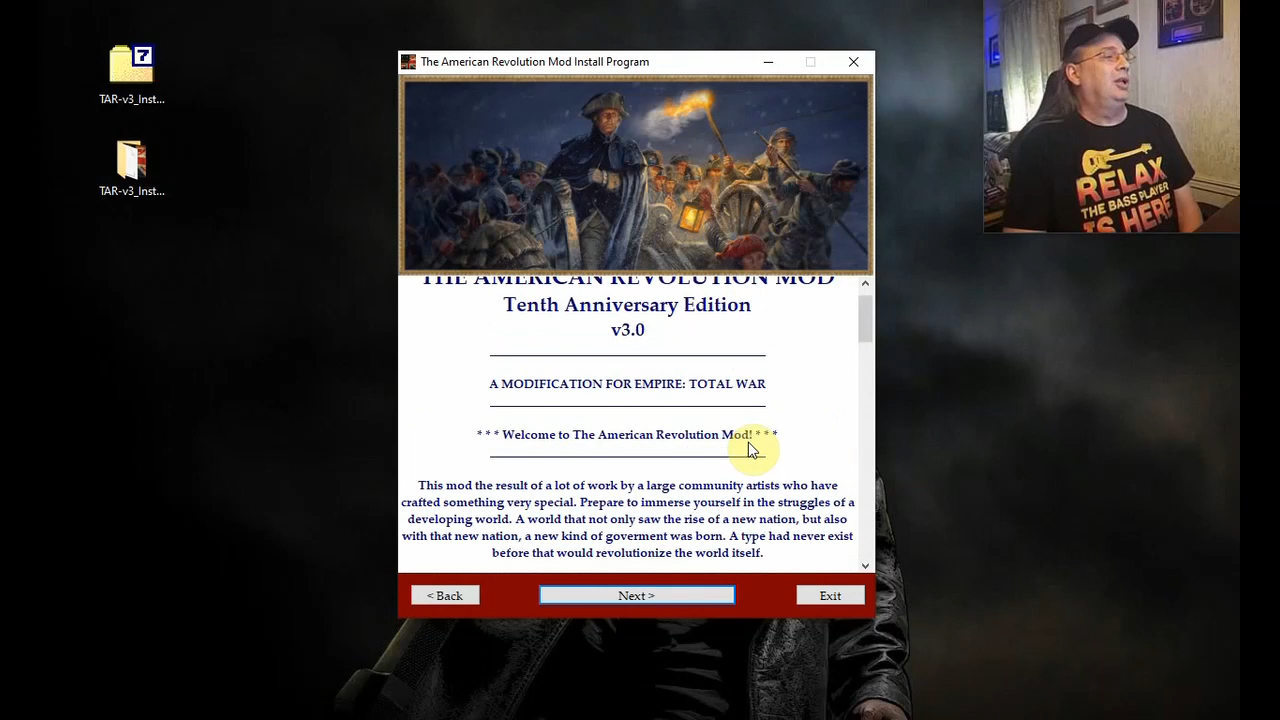 TAR-v3_Inst...
TAR-v3_Inst...
The American Revolution Mod Install Program
THE AMERICAN REVOLUTION MOD
Tenth Anniversary Edition
v3.0
A MODIFICATION FOR EMPIRE: TOTAL WAR
* * * Welcome to The American Revolution Mod! * * *
This mod the result of a lot of work by a large community artists who have
crafted something very special. Prepare to immerse yourself in the struggles of a
developing world. A world that not only saw the rise of a new nation, but also
with that new nation, a new kind of goverment was born. A type had never exist
before that would revolutionize the world itself.
< Back
Next >
Exit
RELAX
THE BASS PLAYER
IS HERE
7